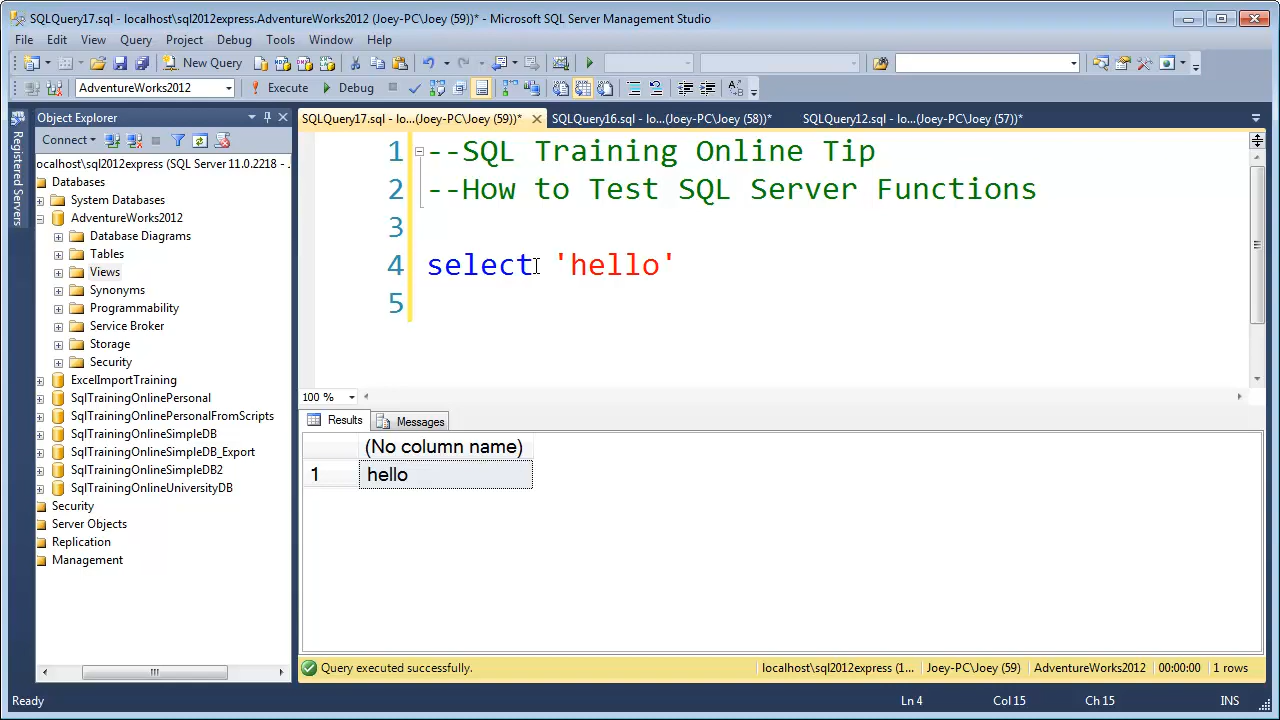 SQLQuery17.sql - localhost\sql2012express.AdventureWorks2012 (Joey-PC\Joey (59))* - Microsoft SQL Server Management Studio
File Edit View Query Project Debug Tools Window Help
New Query
AdventureWorks2012 Execute Debug
Registered Servers
Object Explorer
Connect
ocalhost\sql2012express (SQL Server 11.0.2218 - .
Databases
System Databases
AdventureWorks2012
Database Diagrams
Tables
Views
Synonyms
Programmability
Service Broker
Storage
Security
ExcelImportTraining
SqlTrainingOnlinePersonal
SqlTrainingOnlinePersonalFromScripts
SqlTrainingOnlineSimpleDB
SqlTrainingOnlineSimpleDB_Export
SqlTrainingOnlineSimpleDB2
SqlTrainingOnlineUniversityDB
Security
Server Objects
Replication
Management
SQLQuery17.sql - lo...(Joey-PC\Joey (59))* SQLQuery16.sql - lo...(Joey-PC\Joey (58))* SQLQuery12.sql - lo...(Joey-PC\Joey (57))*
1 --SQL Training Online Tip
2 --How to Test SQL Server Functions
3
4 select 'hello'
5
100 %
Results Messages
(No column name)
1 hello
Query executed successfully. localhost\sql2012express (1... Joey-PC\Joey (59) AdventureWorks2012 00:00:00 1 rows
Ready Ln 4 Col 15 Ch 15 INS